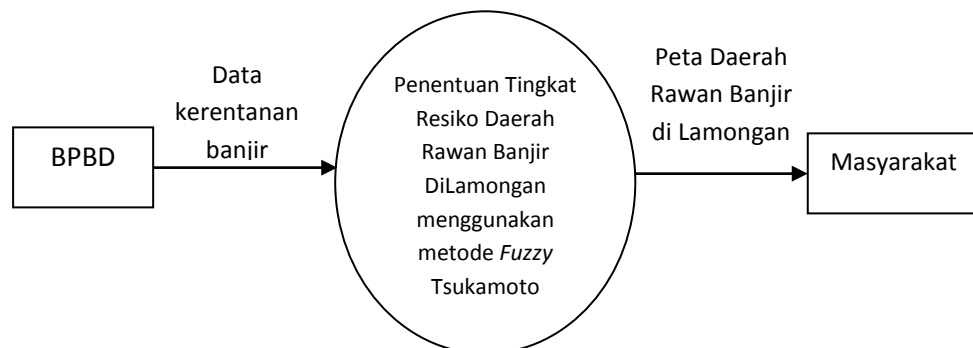 BPBD
Data
kerentanan
banjir
Penentuan Tingkat
Resiko Daerah
Rawan Banjir
DiLamongan
menggunakan
metode Fuzzy
Tsukamoto
Peta Daerah
Rawan Banjir
di Lamongan
Masyarakat